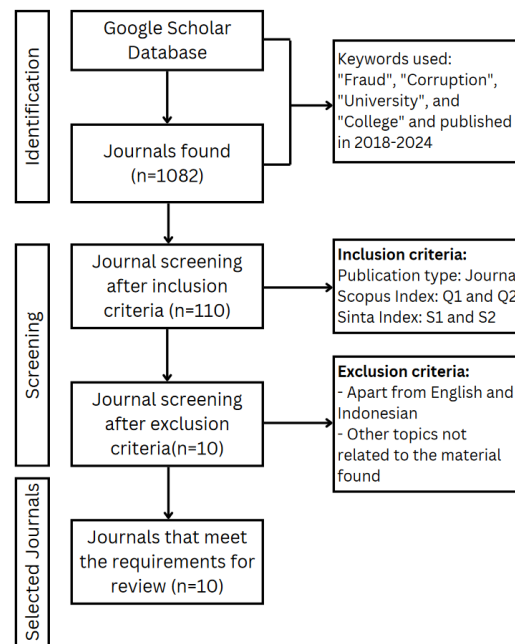 Identification
Google Scholar
Database
Keywords used:
"Fraud", "Corruption",
"University", and
"College" and published
in 2018-2024
Journals found
(n=1082)
Screening
Journal screening
after inclusion
criteria (n=110)
Inclusion criteria:
Publication type: Journa
Scopus Index: Q1 and Q2
Sinta Index: S1 and S2
Journal screening
after exclusion
criteria(n=10)
Exclusion criteria:
- Apart from English and
Indonesian
- Other topics not
related to the material
found
Selected Journals
Journals that meet
the requirements for
review (n=10)